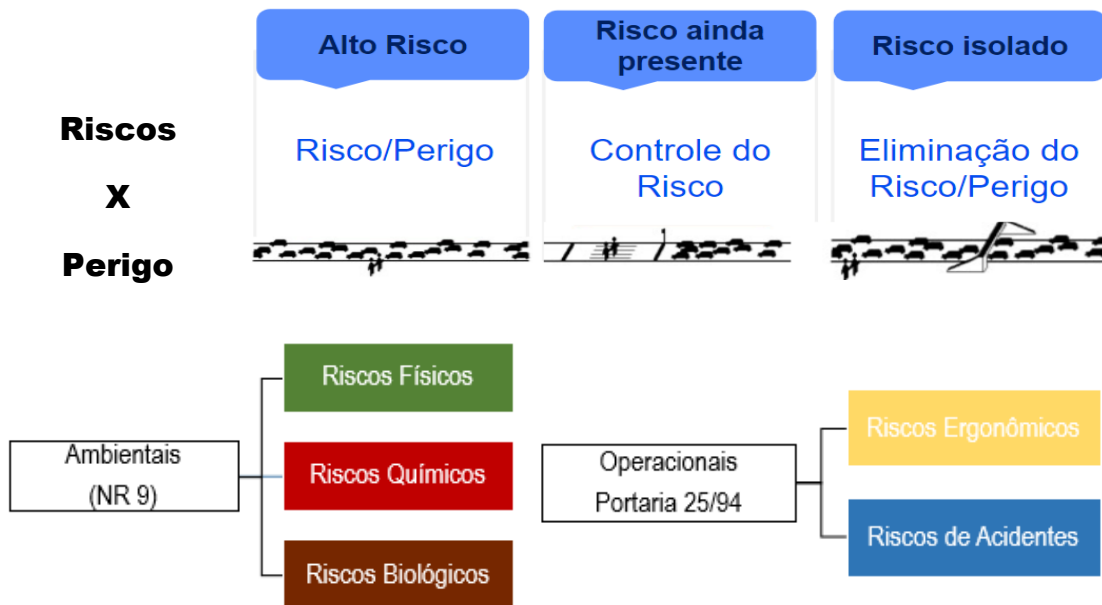 Riscos
X
Perigo
Alto Risco
Risco/Perigo
Risco ainda
presente
Controle do
Risco
Risco isolado
Eliminação do
Risco/Perigo
Ambientais
(NR 9)
Riscos Físicos
Riscos Químicos
Riscos Biológicos
Operacionais
Portaria 25/94
Riscos Ergonômicos
Riscos de Acidentes